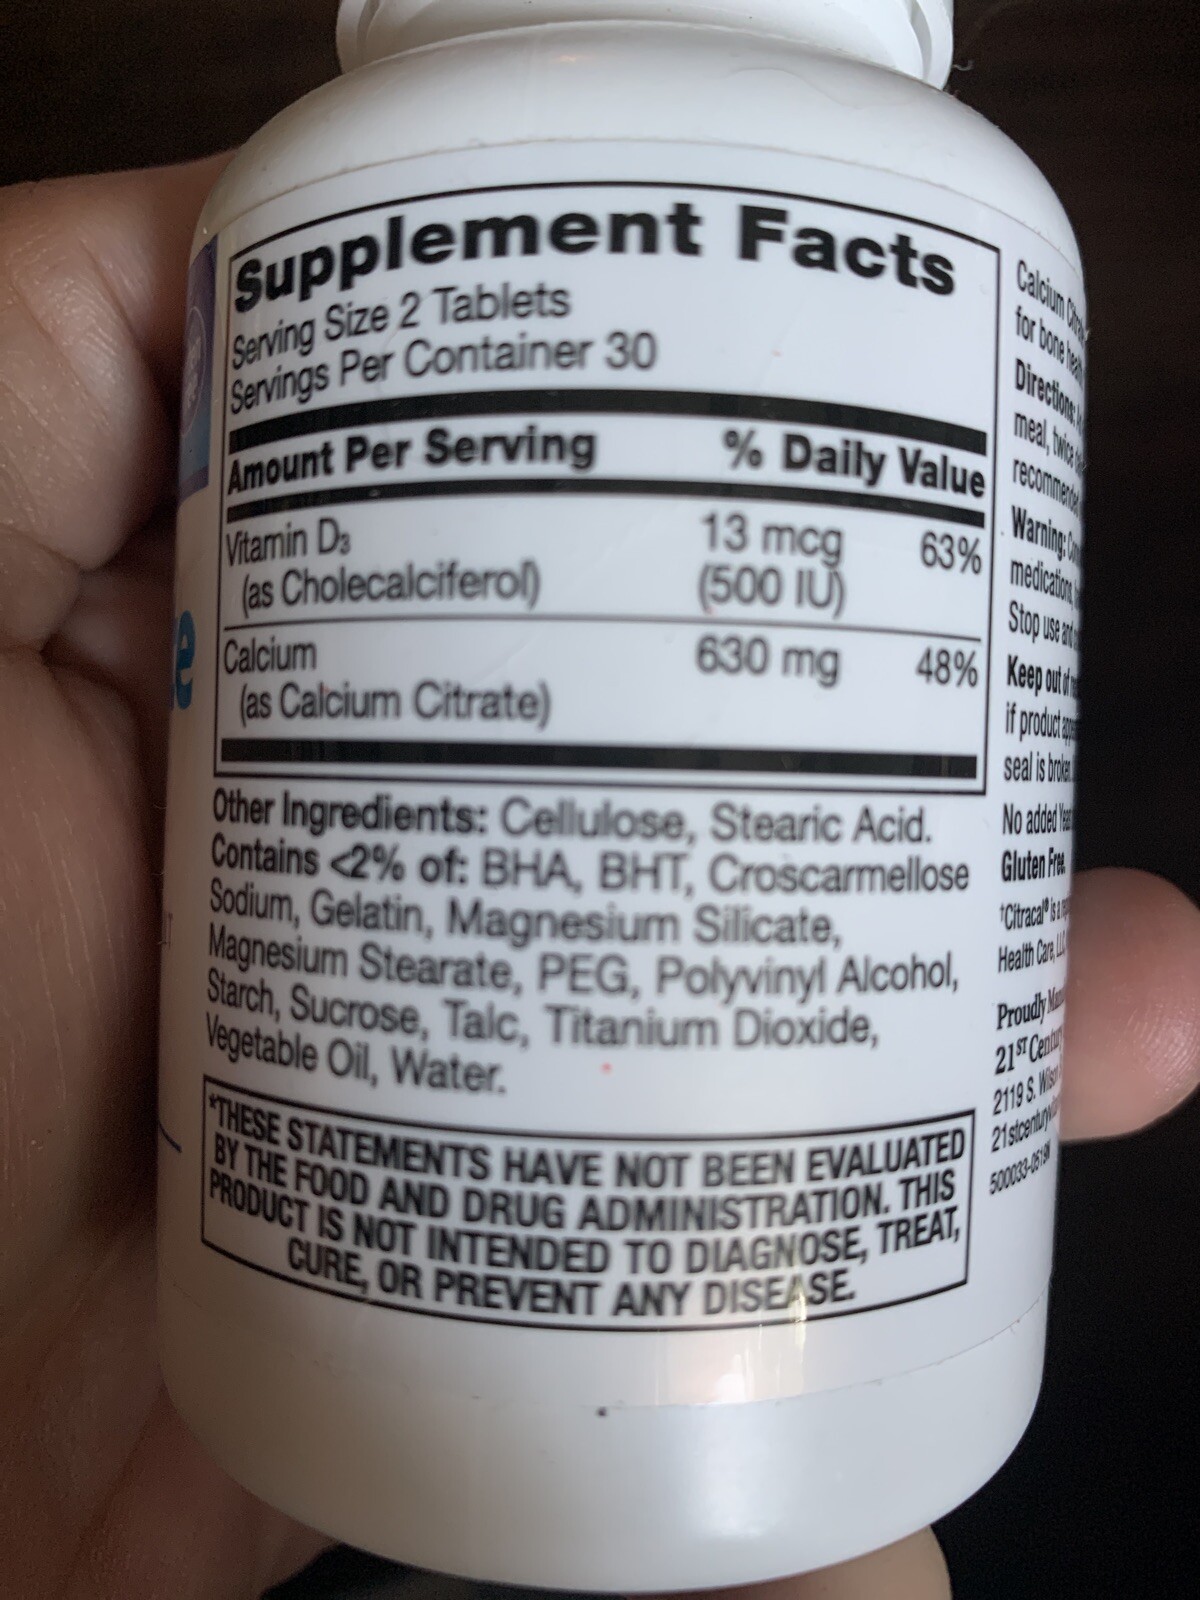 Supplement Facts
Serving Size 2 Tablets
Servings Per Container 30
Amount Per Serving % Daily Value
Vitamin D3 13 mcg 63%
(as Cholecalciferol) (500 IU)
Calcium 630 mg 48%
(as Calcium Citrate)
Other Ingredients: Cellulose, Stearic Acid.
Contains <2% of: BHA, BHT, Croscarmellose
Sodium, Gelatin, Magnesium Silicate,
Magnesium Stearate, PEG, Polyvinyl Alcohol,
Starch, Sucrose, Talc, Titanium Dioxide,
Vegetable Oil, Water.
*THESE STATEMENTS HAVE NOT BEEN EVALUATED
BY THE FOOD AND DRUG ADMINISTRATION. THIS
PRODUCT IS NOT INTENDED TO DIAGNOSE, TREAT,
CURE, OR PREVENT ANY DISEASE.
Calcium
for bone
Directions:
meal, twice
Warning:
medications,
Stop use and
Keep out of
if product
seal is broken
No added
Gluten Free.
†Citracal® is a
Health Care,
Proudly
21ST Century
2119 S.
500033-0519N